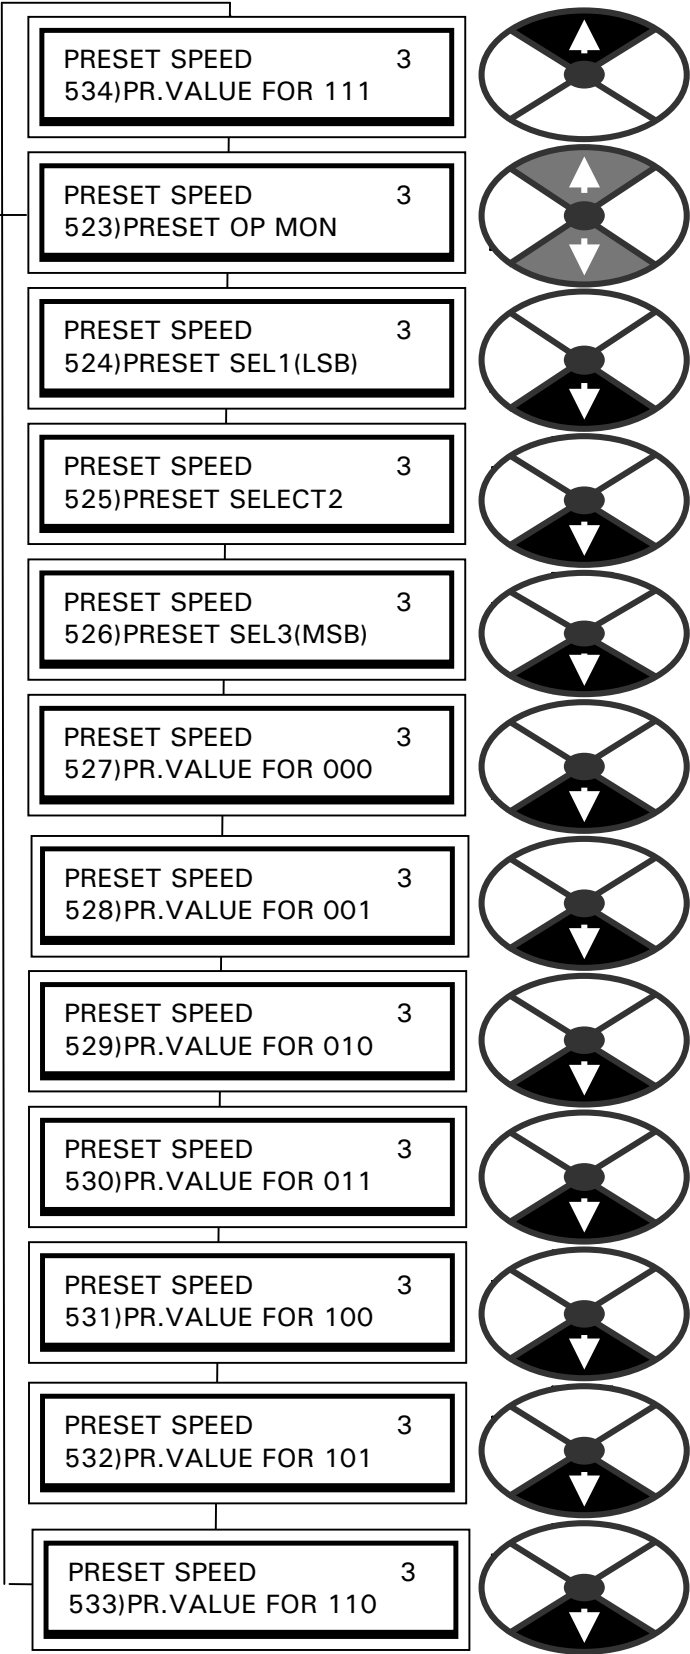 PRESET SPEED 3
534)PR.VALUE FOR 111
PRESET SPEED 3
523)PRESET OP MON
PRESET SPEED 3
524)PRESET SEL1(LSB)
PRESET SPEED 3
525)PRESET SELECT2
PRESET SPEED 3
526)PRESET SEL3(MSB)
PRESET SPEED 3
527)PR.VALUE FOR 000
PRESET SPEED 3
528)PR.VALUE FOR 001
PRESET SPEED 3
529)PR.VALUE FOR 010
PRESET SPEED 3
530)PR.VALUE FOR 011
PRESET SPEED 3
531)PR.VALUE FOR 100
PRESET SPEED 3
532)PR.VALUE FOR 101
PRESET SPEED 3
533)PR.VALUE FOR 110